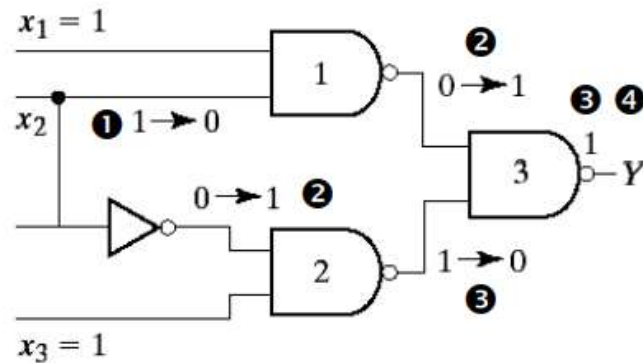 x₁ = 1
1
❷
0 → 1
❸ ❹
x₂
❶ 1 → 0
1
3
Y
0 → 1 ❷
2
1 → 0
❸
x₃ = 1